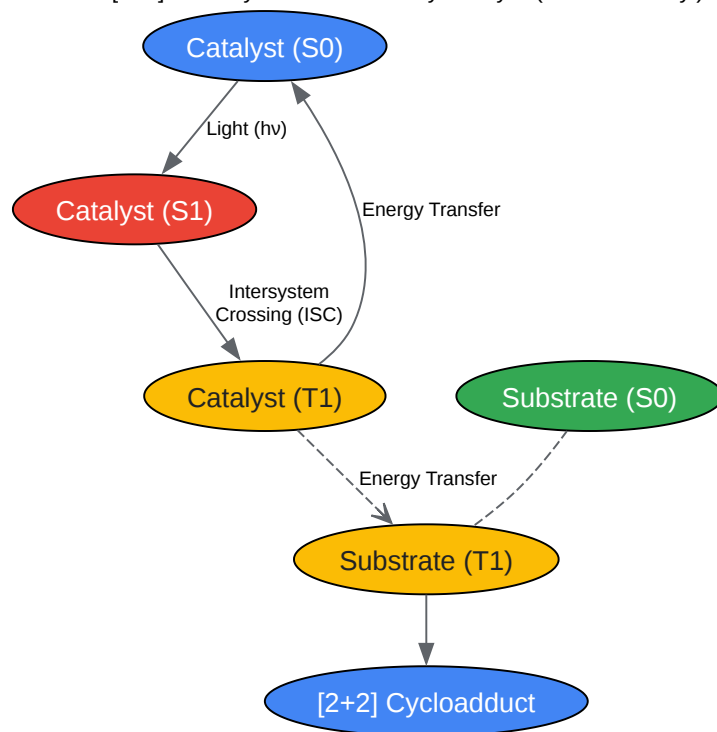 Catalyst (S0)
Light (hν)
Catalyst (S1)
Energy Transfer
Intersystem
Crossing (ISC)
Catalyst (T1)
Substrate (S0)
Energy Transfer
Substrate (T1)
[2+2] Cycloadduct